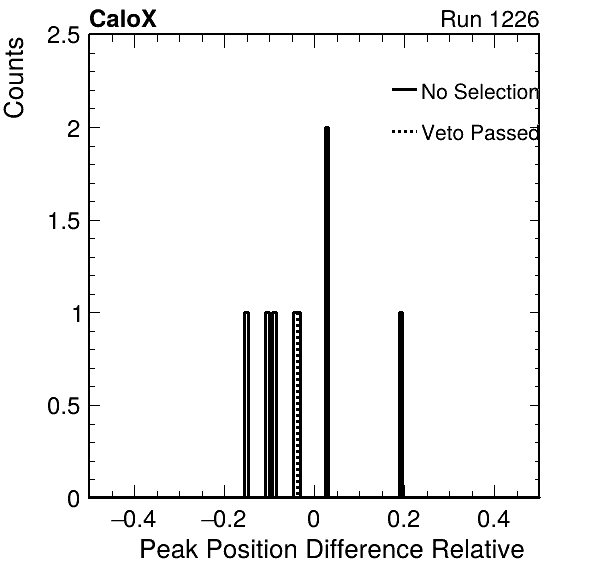 CaloX Run 1226
Counts
2.5
2
1.5
1
0.5
0
No Selection
Veto Passed
−0.4 −0.2 0 0.2 0.4
Peak Position Difference Relative